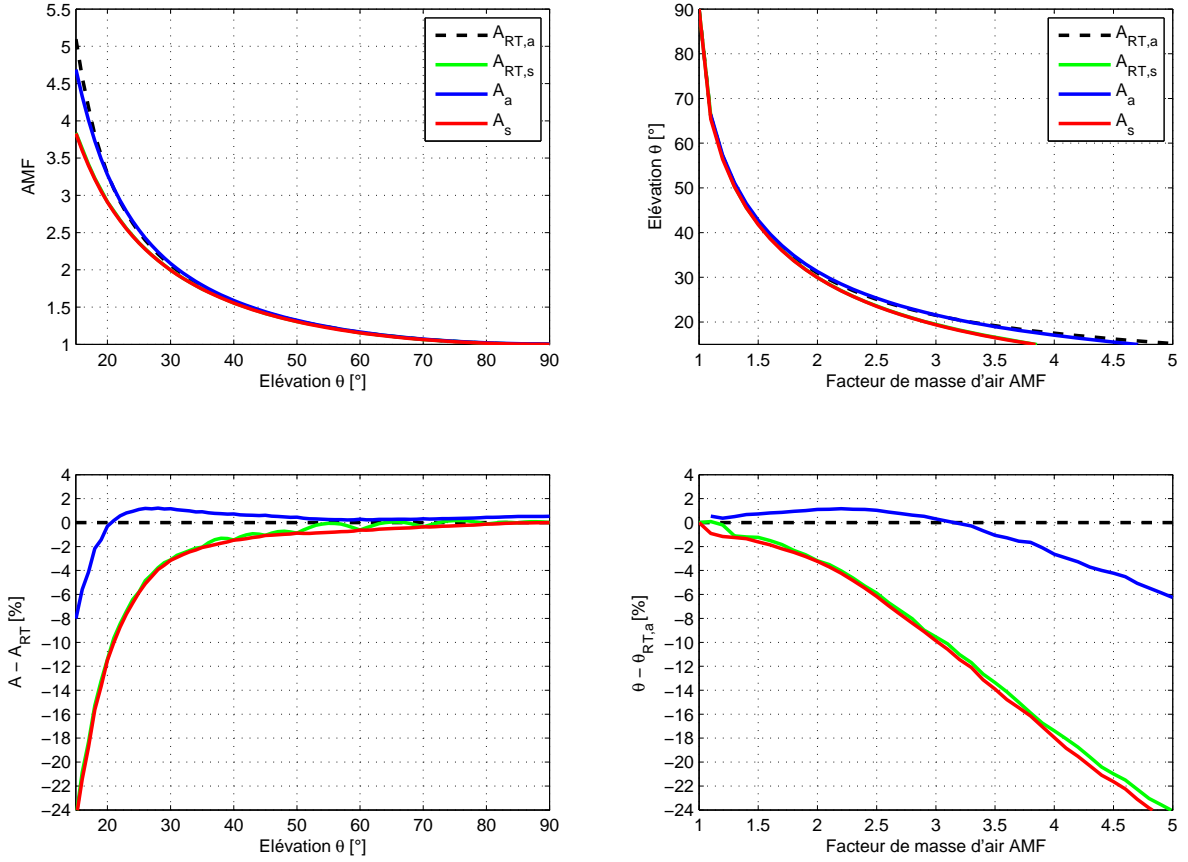 5.5
5
4.5
4
3.5
3
2.5
2
1.5
1
AMF
20 30 40 50 60 70 80 90
Elévation θ [°]
A_RT,a
A_RT,s
A_a
A_s
90
80
70
60
50
40
30
20
Elévation θ [°]
1 1.5 2 2.5 3 3.5 4 4.5 5
Facteur de masse d'air AMF
A_RT,a
A_RT,s
A_a
A_s
4
2
0
−2
−4
−6
−8
−10
−12
−14
−16
−18
−20
−22
−24
A − A_RT [%]
20 30 40 50 60 70 80 90
Elévation θ [°]
4
2
0
−2
−4
−6
−8
−10
−12
−14
−16
−18
−20
−22
−24
θ − θ_RT,a [%]
1 1.5 2 2.5 3 3.5 4 4.5 5
Facteur de masse d'air AMF